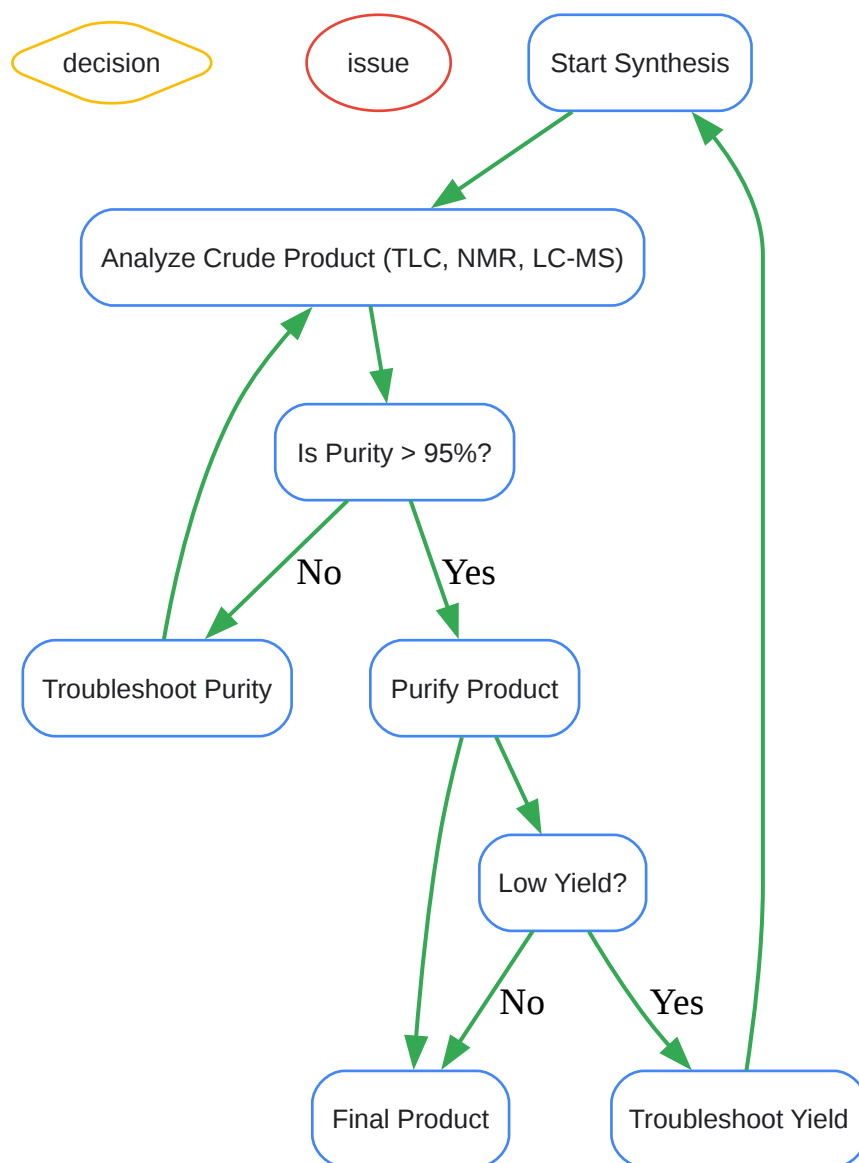 decision
issue
Start Synthesis
Analyze Crude Product (TLC, NMR, LC-MS)
Is Purity > 95%?
No
Yes
Troubleshoot Purity
Purify Product
Low Yield?
No
Yes
Final Product
Troubleshoot Yield